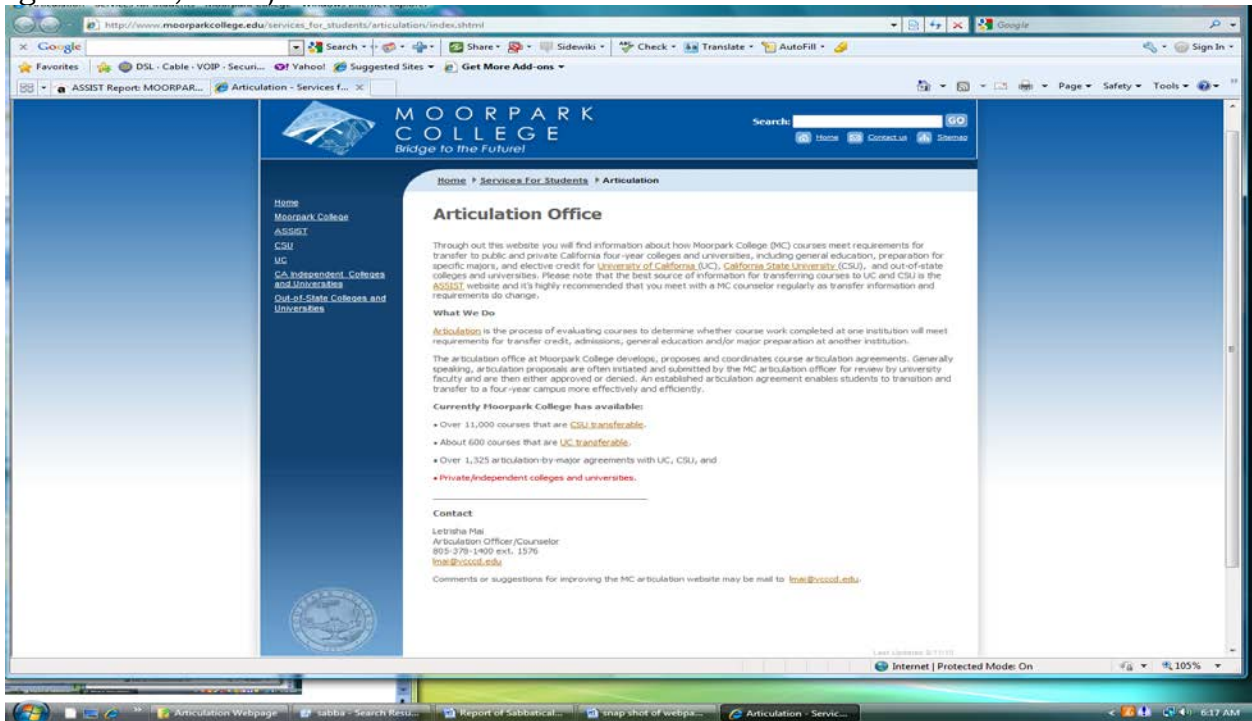 http://www.moorparkcollege.edu/services_for_students/articulation/index.shtml
Google
Google Search Share Sidewiki Check Translate AutoFill Sign In
Favorites DSL - Cable - VOIP - Securi... Yahoo! Suggested Sites Get More Add-ons
ASSIST Report: MOORPAR... Articulation - Services f... Page Safety Tools
MOORPARK
COLLEGE
Bridge to the Future!
Search: GO
Home Contact us Sitemap
Home Services For Students Articulation
Home
Moorpark College
ASSIST
CSU
UC
CA Independent Colleges
and Universities
Out-of-State Colleges and
Universities
Articulation Office
Through out this website you will find information about how Moorpark College (MC) courses meet requirements for
transfer to public and private California four-year colleges and universities, including general education, preparation for
specific majors, and elective credit for University of California (UC), California State University (CSU), and out-of-state
colleges and universities. Please note that the best source of information for transferring courses to UC and CSU is the
ASSIST website and it's highly recommended that you meet with a MC counselor regularly as transfer information and
requirements do change.
What We Do
Articulation is the process of evaluating courses to determine whether course work completed at one institution will meet
requirements for transfer credit, admissions, general education and/or major preparation at another institution.
The articulation office at Moorpark College develops, proposes and coordinates course articulation agreements. Generally
speaking, articulation proposals are often initiated and submitted by the MC articulation officer for review by university
faculty and are then either approved or denied. An established articulation agreement enables students to transition and
transfer to a four-year campus more effectively and efficiently.
Currently Moorpark College has available:
• Over 11,000 courses that are CSU transferable.
• About 600 courses that are UC transferable.
• Over 1,325 articulation-by-major agreements with UC, CSU, and
• Private/independent colleges and universities.
Contact
Letrisha Mai
Articulation Officer/Counselor
805-378-1400 ext. 1576
lmai@vcccd.edu
Comments or suggestions for improving the MC articulation website may be mail to lmai@vcccd.edu.
Last Updated
Internet | Protected Mode: On 105%
Articulation Webpage sabba - Search Resu... Report of Sabbatical... snap shot of webpa... Articulation - Servic... 6:17 AM